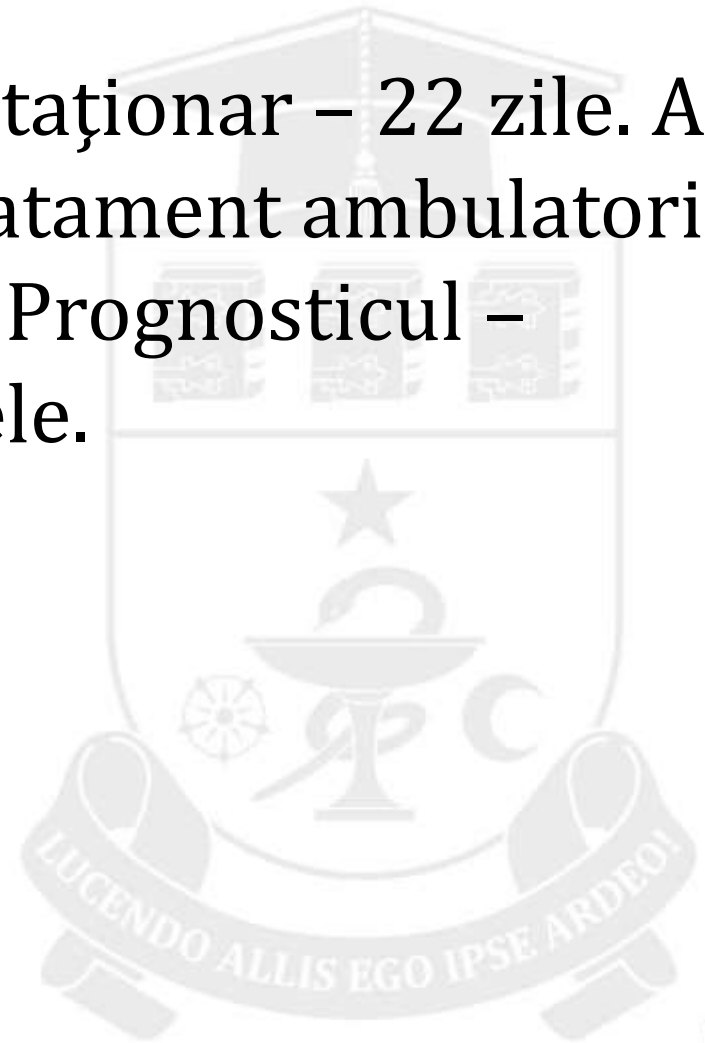 taţionar – 22 zile. A
atament ambulatori
Prognosticul –
ele.
LUCENDO ALLIS EGO IPSE ARDEO!